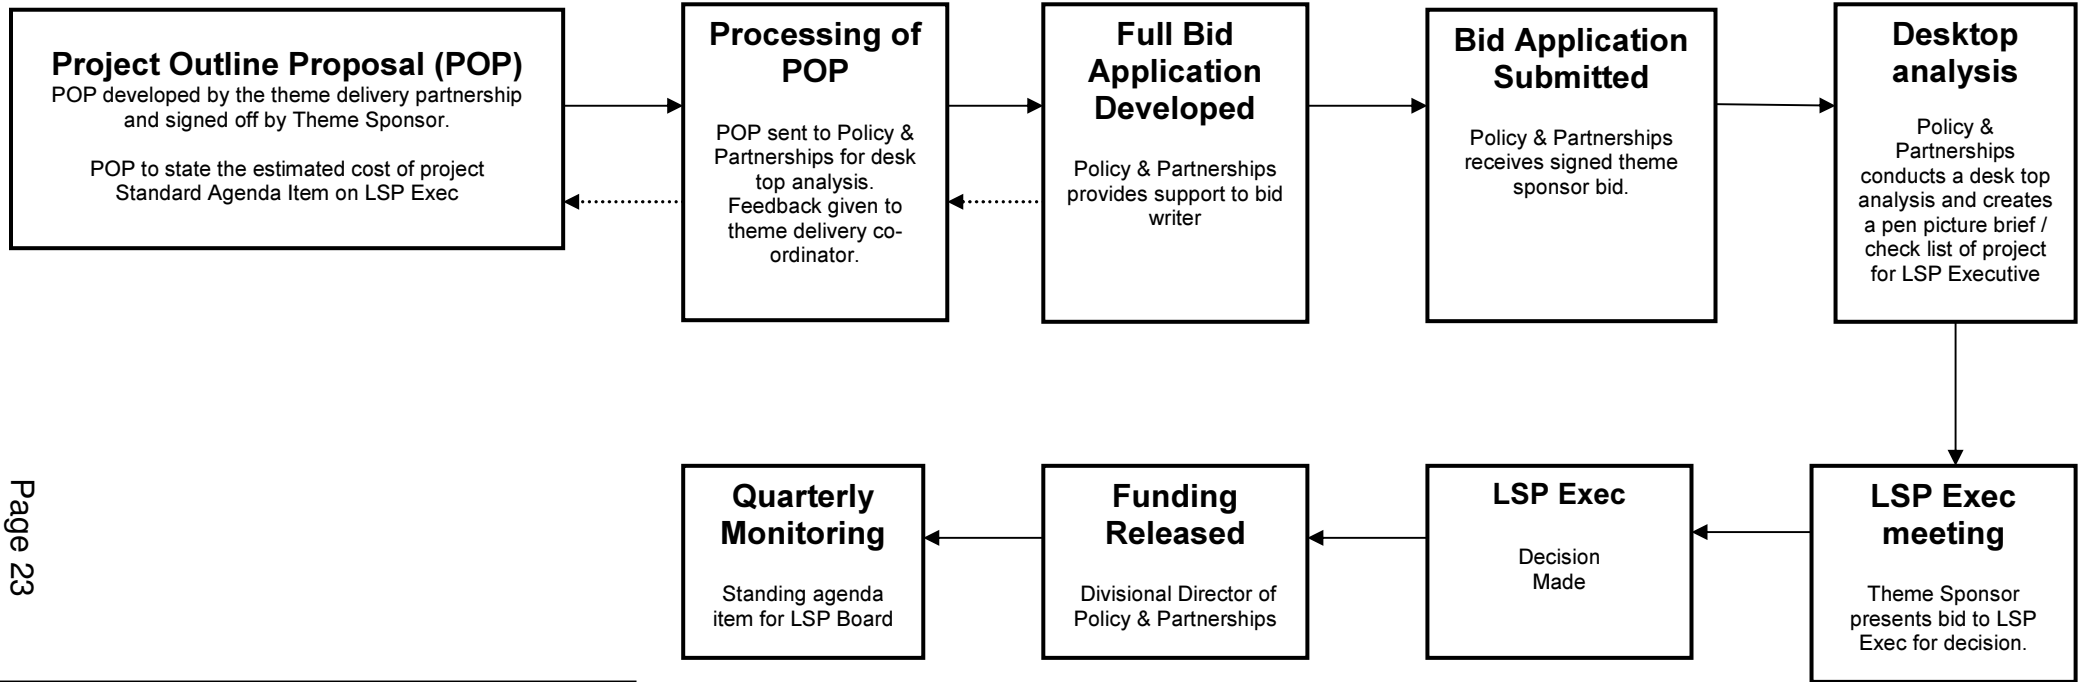 Project Outline Proposal (POP)
POP developed by the theme delivery partnership
and signed off by Theme Sponsor.
POP to state the estimated cost of project
Standard Agenda Item on LSP Exec
Processing of
POP
POP sent to Policy &
Partnerships for desk
top analysis.
Feedback given to
theme delivery co-
ordinator.
Full Bid
Application
Developed
Policy & Partnerships
provides support to bid
writer
Bid Application
Submitted
Policy & Partnerships
receives signed theme
sponsor bid.
Desktop
analysis
Policy &
Partnerships
conducts a desk top
analysis and creates
a pen picture brief /
check list of project
for LSP Executive
LSP Exec
meeting
Theme Sponsor
presents bid to LSP
Exec for decision.
LSP Exec
Decision
Made
Funding
Released
Divisional Director of
Policy & Partnerships
Quarterly
Monitoring
Standing agenda
item for LSP Board
Page 23